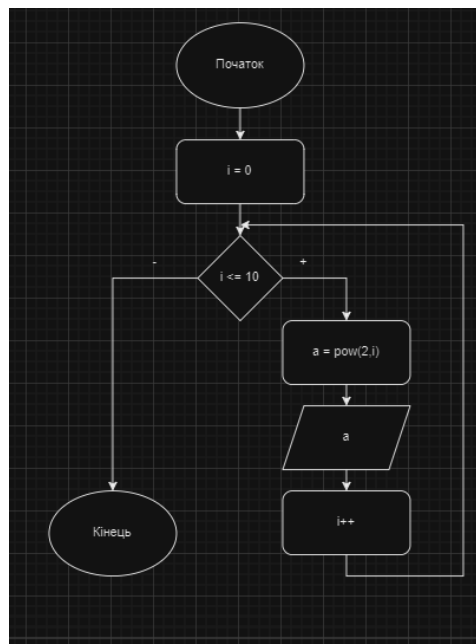 Початок
i = 0
-
+
i <= 10
a = pow(2,i)
a
i++
Кінець